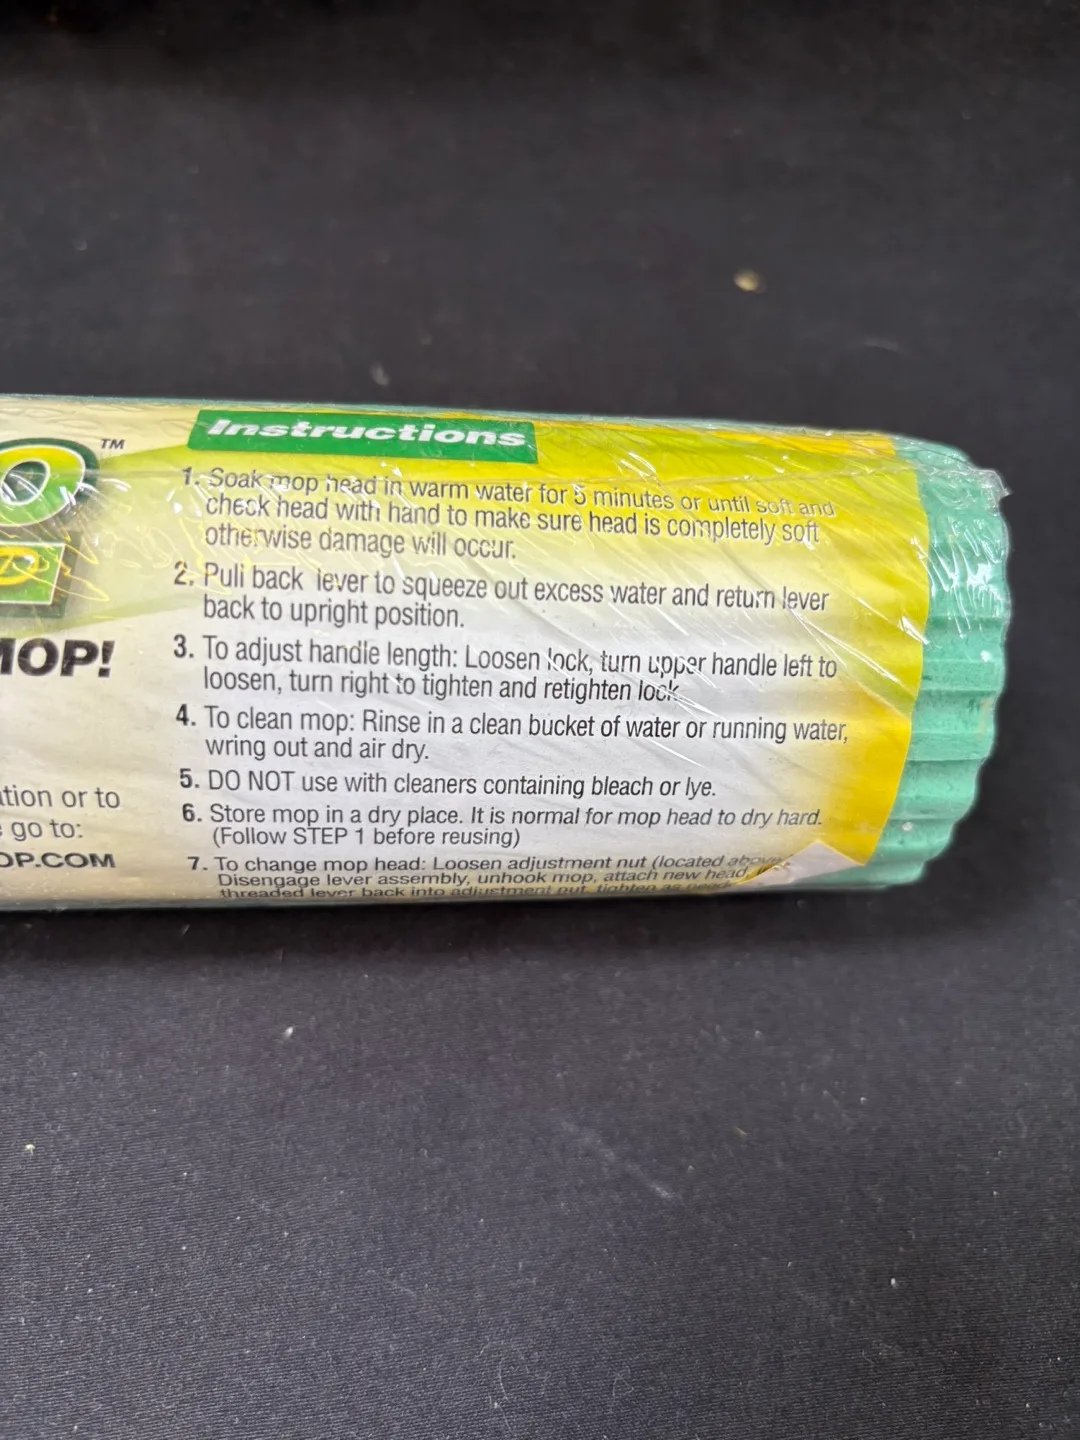 O™
MOP!
tion or to
go to:
OP.COM
Instructions
1. Soak mop head in warm water for 5 minutes or until soft and
check head with hand to make sure head is completely soft
otherwise damage will occur.
2. Pull back lever to squeeze out excess water and return lever
back to upright position.
3. To adjust handle length: Loosen lock, turn upper handle left to
loosen, turn right to tighten and retighten lock
4. To clean mop: Rinse in a clean bucket of water or running water,
wring out and air dry.
5. DO NOT use with cleaners containing bleach or lye.
6. Store mop in a dry place. It is normal for mop head to dry hard.
(Follow STEP 1 before reusing)
7. To change mop head: Loosen adjustment nut (located above
Disengage lever assembly, unhook mop, attach new head,
threaded lever back into adjustment nut, tighten as